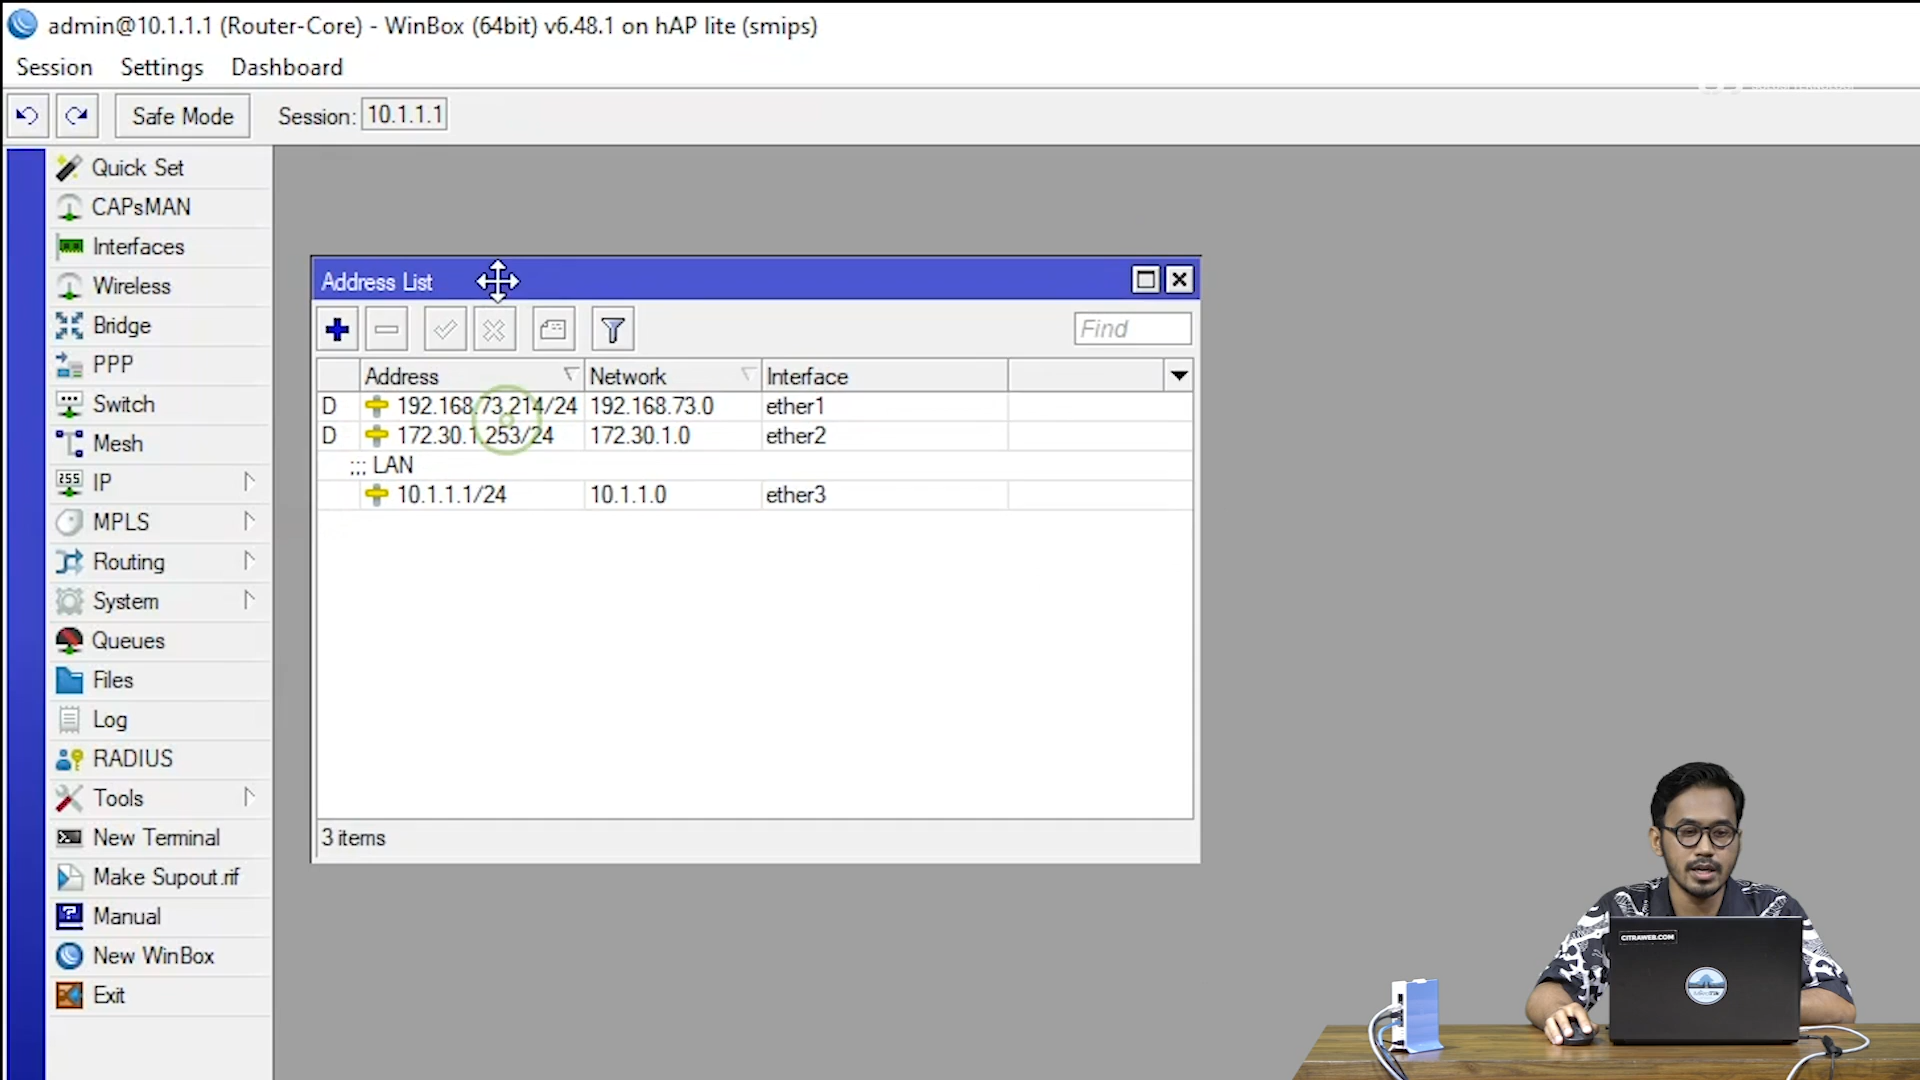 admin@10.1.1.1 (Router-Core) - WinBox (64bit) v6.48.1 on hAP lite (smips)
Session Settings Dashboard
Safe Mode Session: 10.1.1.1
Quick Set
CAPsMAN
Interfaces
Wireless
Bridge
PPP
Switch
Mesh
IP
MPLS
Routing
System
Queues
Files
Log
RADIUS
Tools
New Terminal
Make Supout.rif
Manual
New WinBox
Exit
Address List
Find
Address Network Interface
D 192.168.73.214/24 192.168.73.0 ether1
D 172.30.1.253/24 172.30.1.0 ether2
;;; LAN
10.1.1.1/24 10.1.1.0 ether3
3 items
CITRAWEB.COM